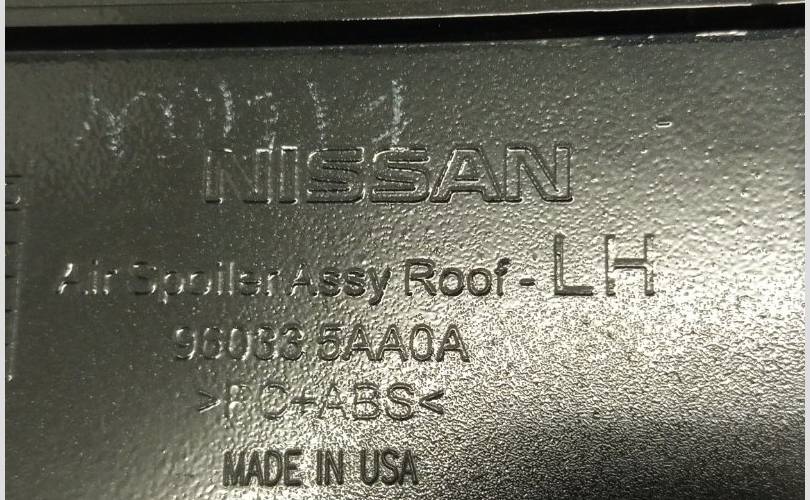 NISSAN
Air Spoiler Assy Roof - LH
96033 5AA0A
>PC+ABS<
MADE IN USA